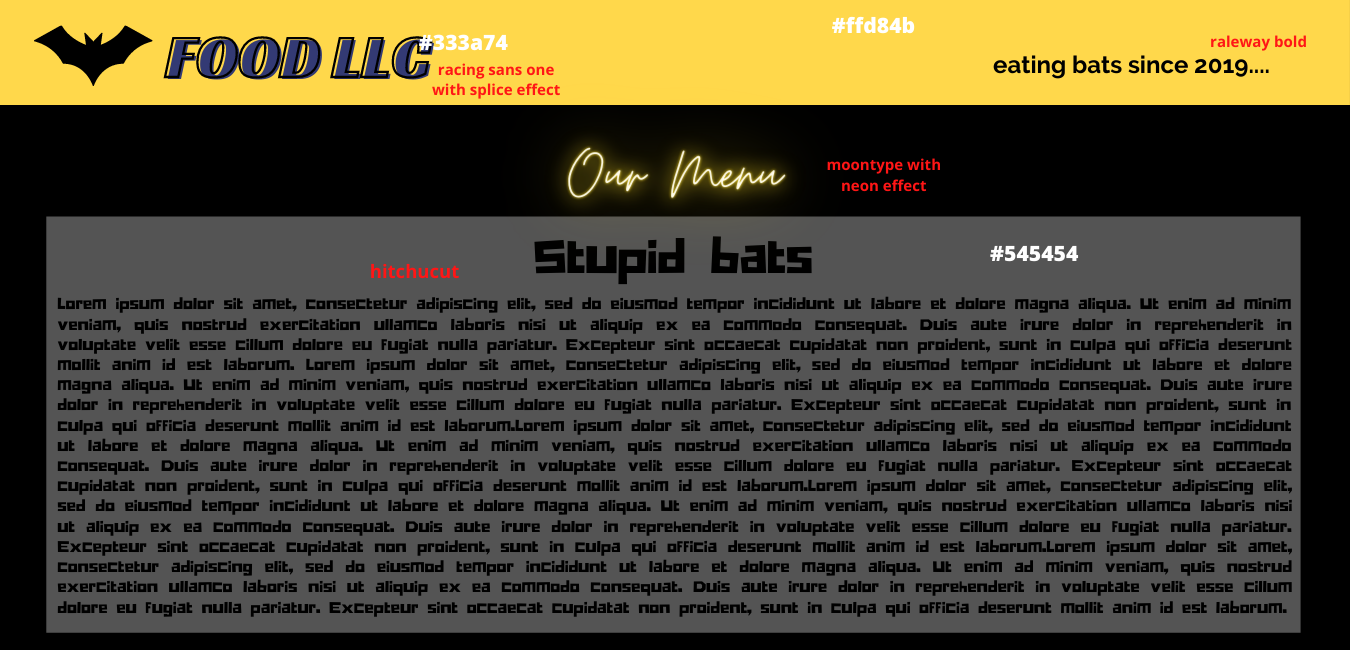 FOOD LLC
#333a74
racing sans one
with splice effect
#ffd84b
raleway bold
eating bats since 2019....
Our Menu
moontype with
neon effect
Stupid bats
#545454
hitchucut
Lorem ipsum dolor sit amet, consectetur adipiscing elit, sed do eiusmod tempor incididunt ut labore et dolore magna aliqua. Ut enim ad minim
veniam, quis nostrud exercitation ullamco laboris nisi ut aliquip ex ea commodo consequat. Duis aute irure dolor in reprehenderit in
voluptate velit esse cillum dolore eu fugiat nulla pariatur. Excepteur sint occaecat cupidatat non proident, sunt in culpa qui officia deserunt
mollit anim id est laborum. Lorem ipsum dolor sit amet, consectetur adipiscing elit, sed do eiusmod tempor incididunt ut labore et dolore
magna aliqua. Ut enim ad minim veniam, quis nostrud exercitation ullamco laboris nisi ut aliquip ex ea commodo consequat. Duis aute irure
dolor in reprehenderit in voluptate velit esse cillum dolore eu fugiat nulla pariatur. Excepteur sint occaecat cupidatat non proident, sunt in
culpa qui officia deserunt mollit anim id est laborum.Lorem ipsum dolor sit amet, consectetur adipiscing elit, sed do eiusmod tempor incididunt
ut labore et dolore magna aliqua. Ut enim ad minim veniam, quis nostrud exercitation ullamco laboris nisi ut aliquip ex ea commodo
consequat. Duis aute irure dolor in reprehenderit in voluptate velit esse cillum dolore eu fugiat nulla pariatur. Excepteur sint occaecat
cupidatat non proident, sunt in culpa qui officia deserunt mollit anim id est laborum.Lorem ipsum dolor sit amet, consectetur adipiscing elit,
sed do eiusmod tempor incididunt ut labore et dolore magna aliqua. Ut enim ad minim veniam, quis nostrud exercitation ullamco laboris nisi
ut aliquip ex ea commodo consequat. Duis aute irure dolor in reprehenderit in voluptate velit esse cillum dolore eu fugiat nulla pariatur.
Excepteur sint occaecat cupidatat non proident, sunt in culpa qui officia deserunt mollit anim id est laborum.Lorem ipsum dolor sit amet,
consectetur adipiscing elit, sed do eiusmod tempor incididunt ut labore et dolore magna aliqua. Ut enim ad minim veniam, quis nostrud
exercitation ullamco laboris nisi ut aliquip ex ea commodo consequat. Duis aute irure dolor in reprehenderit in voluptate velit esse cillum
dolore eu fugiat nulla pariatur. Excepteur sint occaecat cupidatat non proident, sunt in culpa qui officia deserunt mollit anim id est laborum.